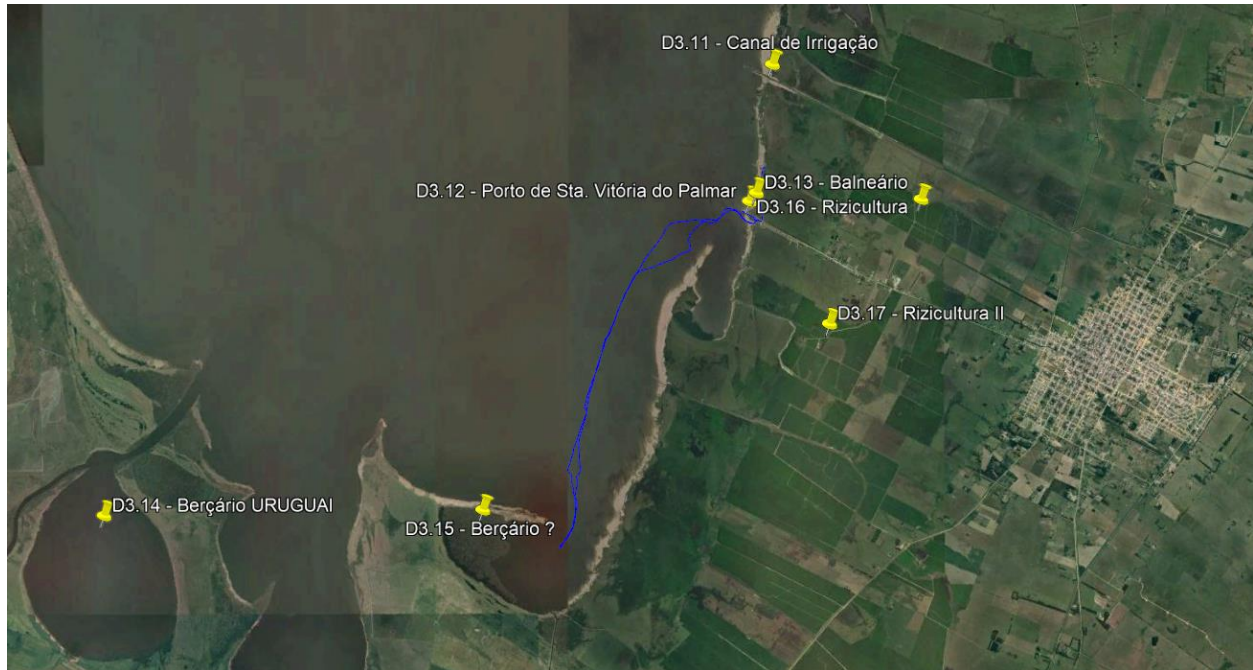 D3.11 - Canal de Irrigação
D3.12 - Porto de Sta. Vitória do Palmar
D3.13 - Balneário
D3.16 - Rizicultura
D3.17 - Rizicultura II
D3.14 - Berçário URUGUAI
D3.15 - Berçário ?